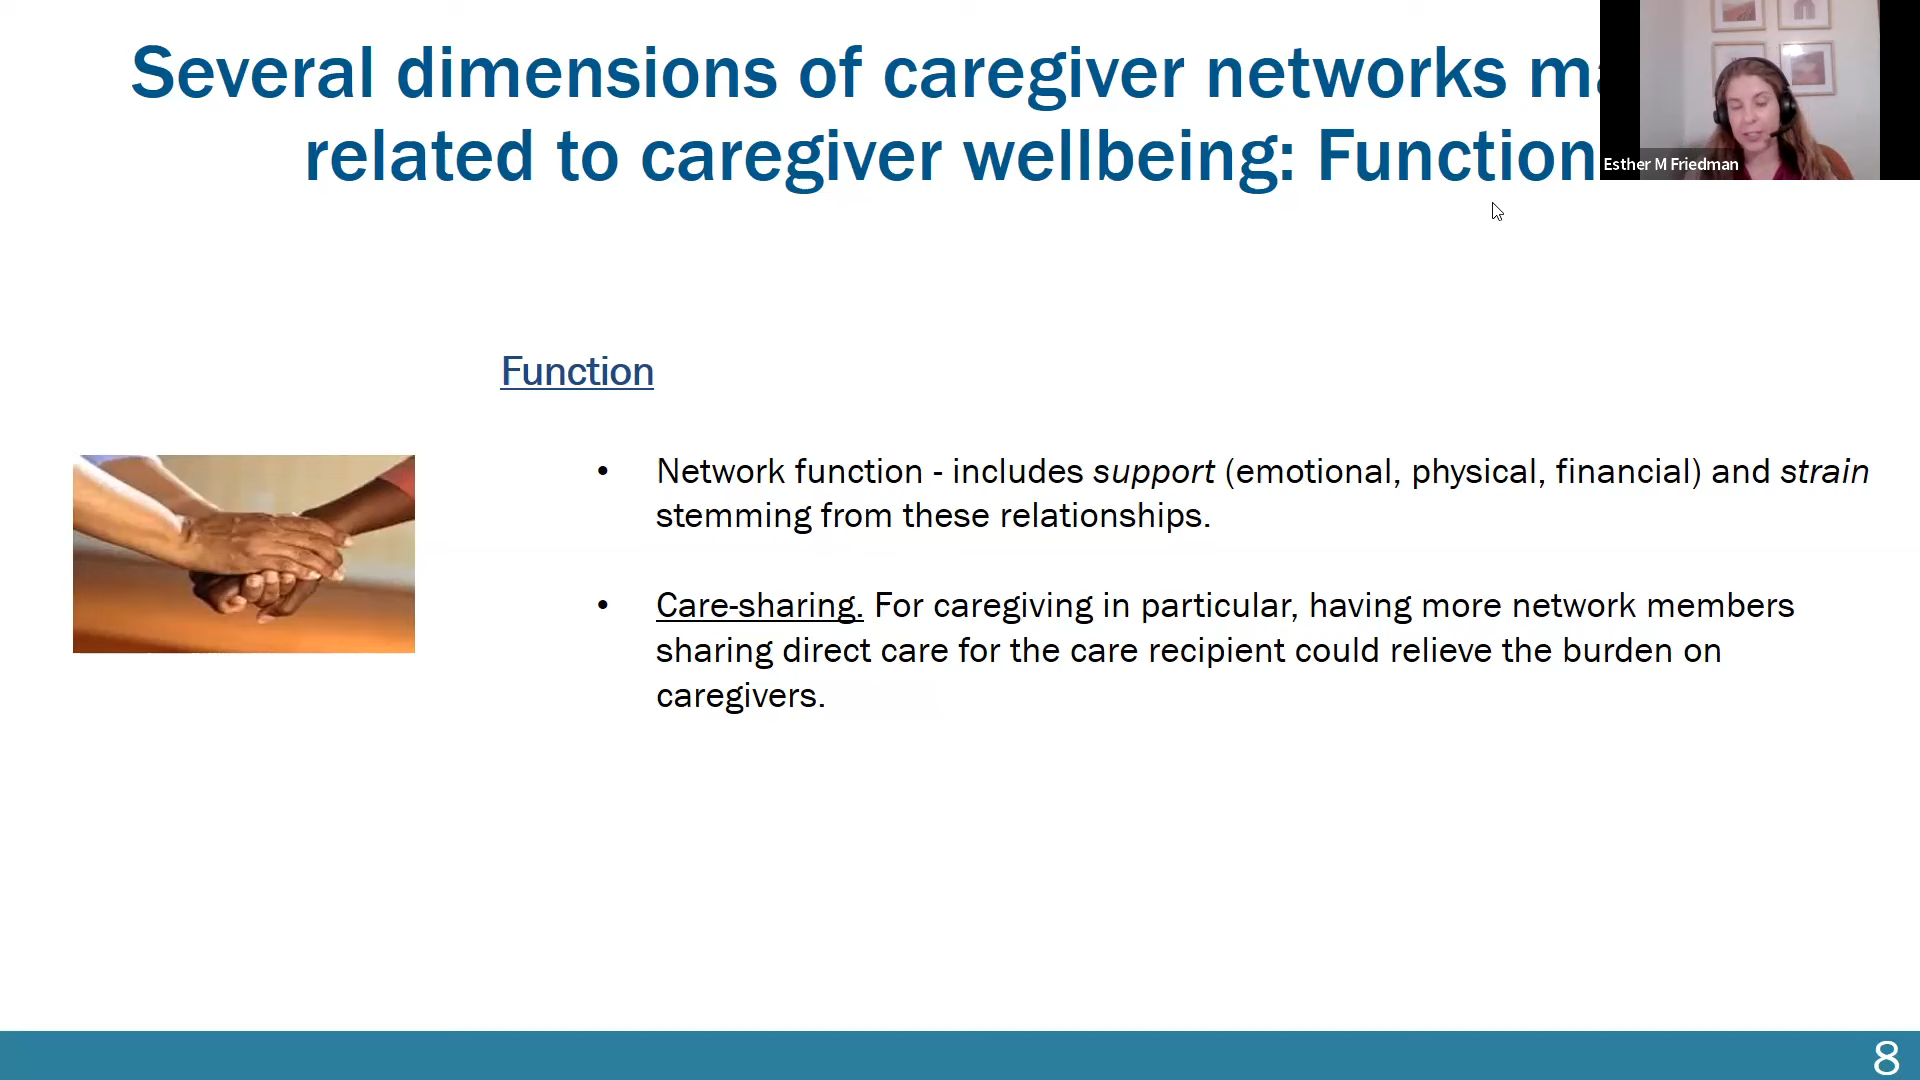 Several dimensions of caregiver networks
related to caregiver wellbeing: Function
Esther M Friedman
Function
• Network function - includes support (emotional, physical, financial) and strain
stemming from these relationships.
• Care-sharing. For caregiving in particular, having more network members
sharing direct care for the care recipient could relieve the burden on
caregivers.
8